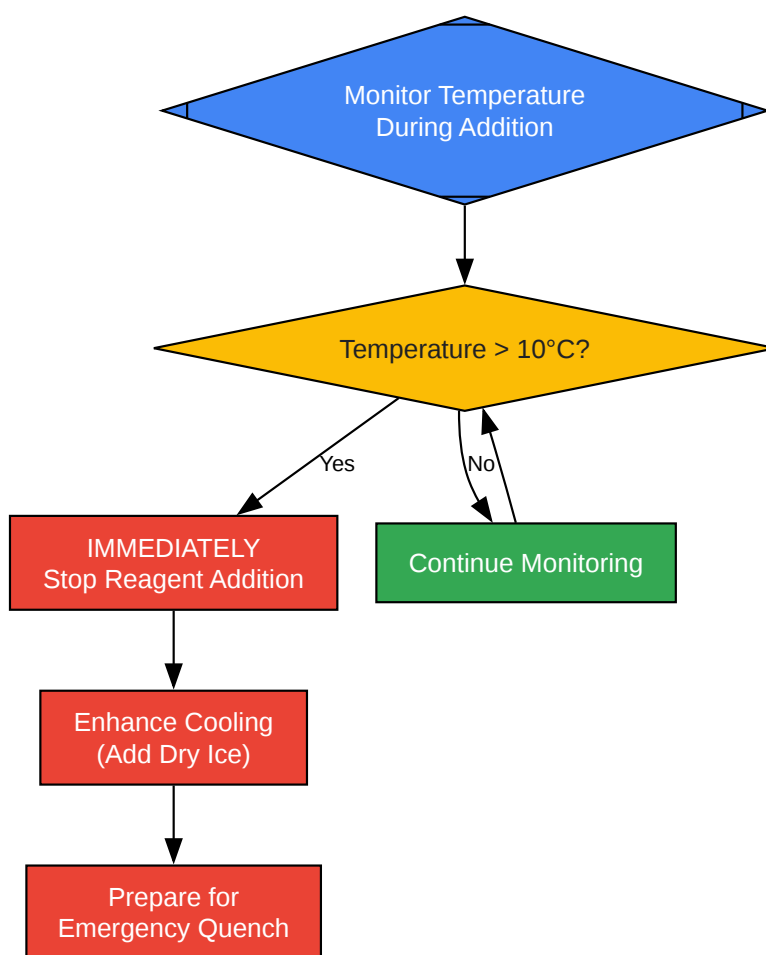 Monitor Temperature
During Addition
Temperature > 10°C?
Yes
No
IMMEDIATELY
Stop Reagent Addition
Continue Monitoring
Enhance Cooling
(Add Dry Ice)
Prepare for
Emergency Quench